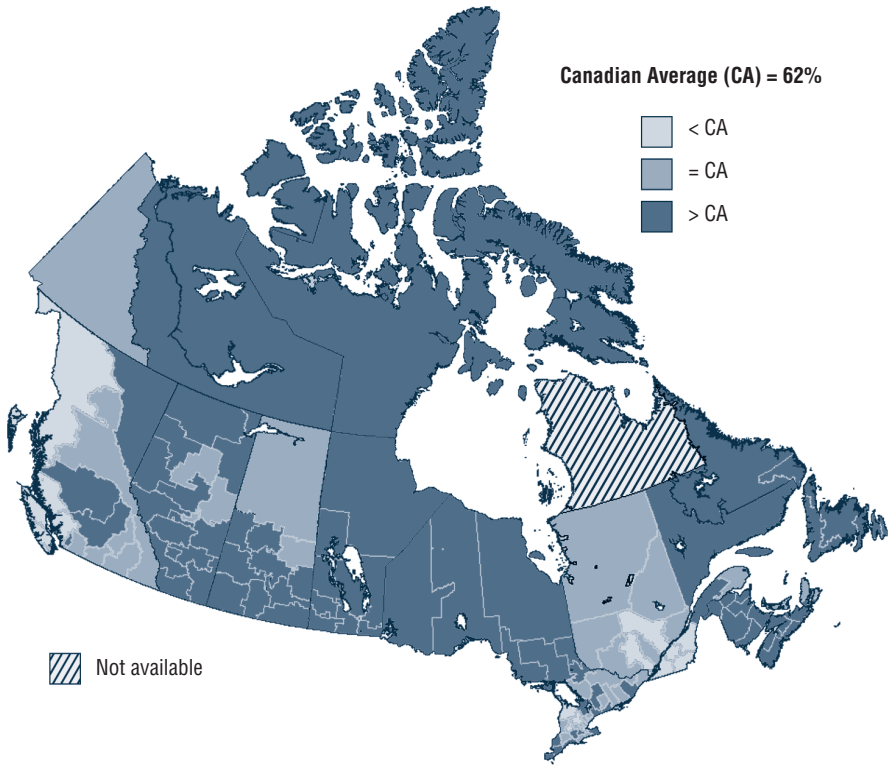 Canadian Average (CA) = 62%
< CA
= CA
> CA
Not available